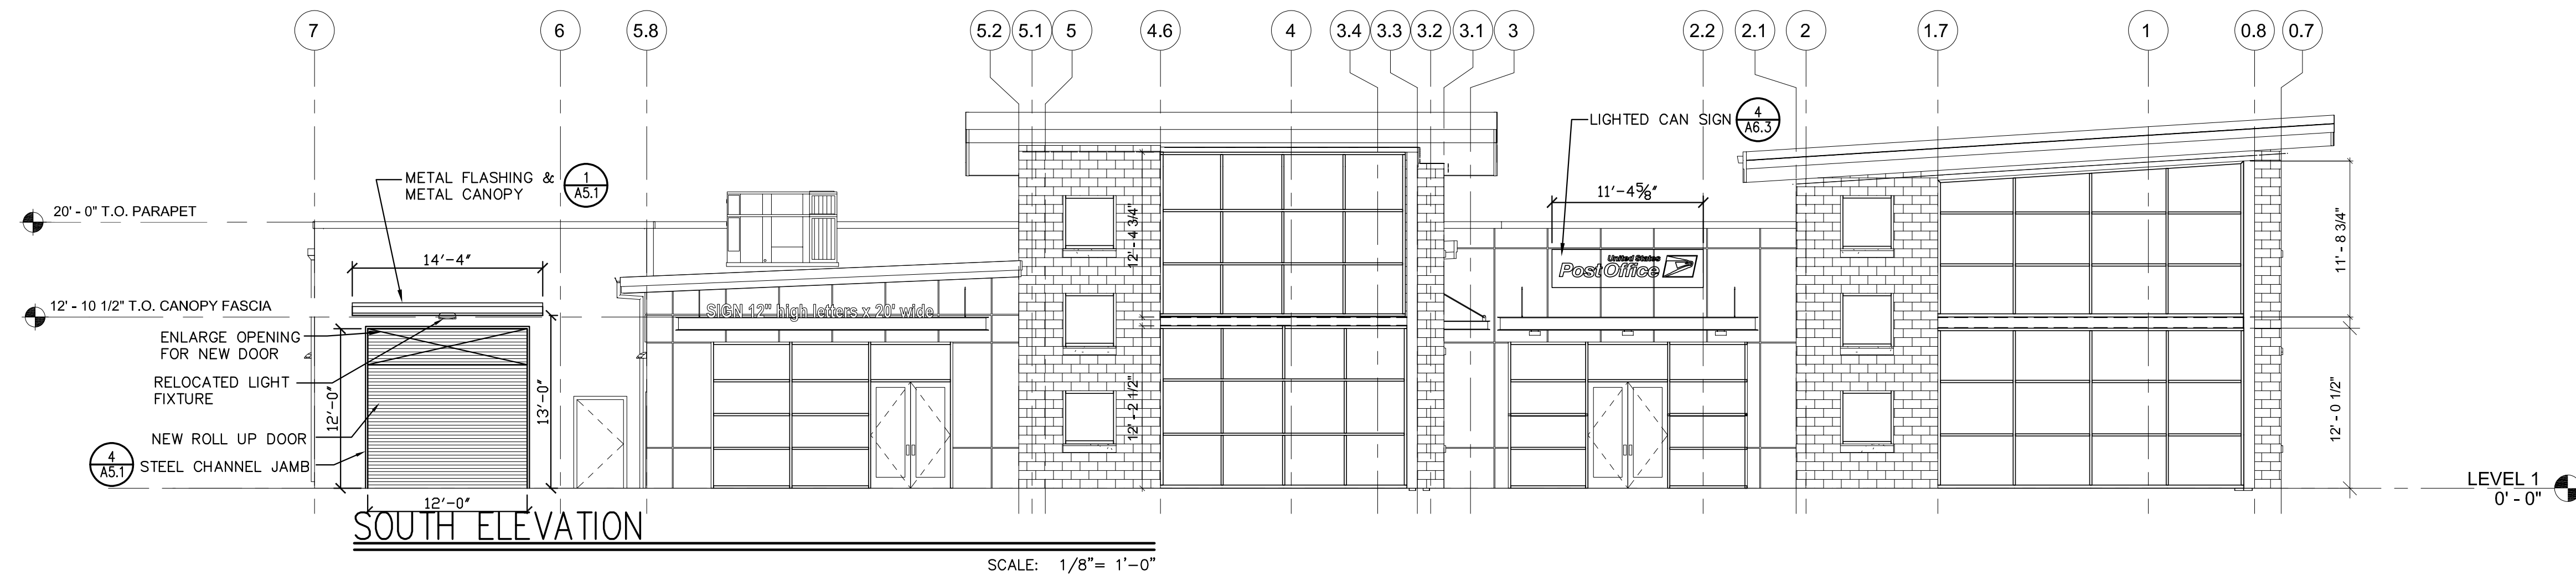 7 6 5.8 5.2 5.1 5 4.6 4 3.4 3.3 3.2 3.1 3 2.2 2.1 2 1.7 1 0.8 0.7
LIGHTED CAN SIGN
4
A6.3
METAL FLASHING &
METAL CANOPY
1
A5.1
11'-4⅝"
20' - 0" T.O. PARAPET
12' - 4 3/4"
11' - 8 3/4"
14'-4"
United States
Post Office
12' - 10 1/2" T.O. CANOPY FASCIA
SIGN 12" high letters x 20' wide
ENLARGE OPENING
FOR NEW DOOR
RELOCATED LIGHT
FIXTURE
12'-0"
13'-0"
12' - 2 1/2"
12' - 0 1/2"
NEW ROLL UP DOOR
4
A5.1
STEEL CHANNEL JAMB
12'-0"
LEVEL 1
0' - 0"
SOUTH ELEVATION
SCALE: 1/8"= 1'-0"